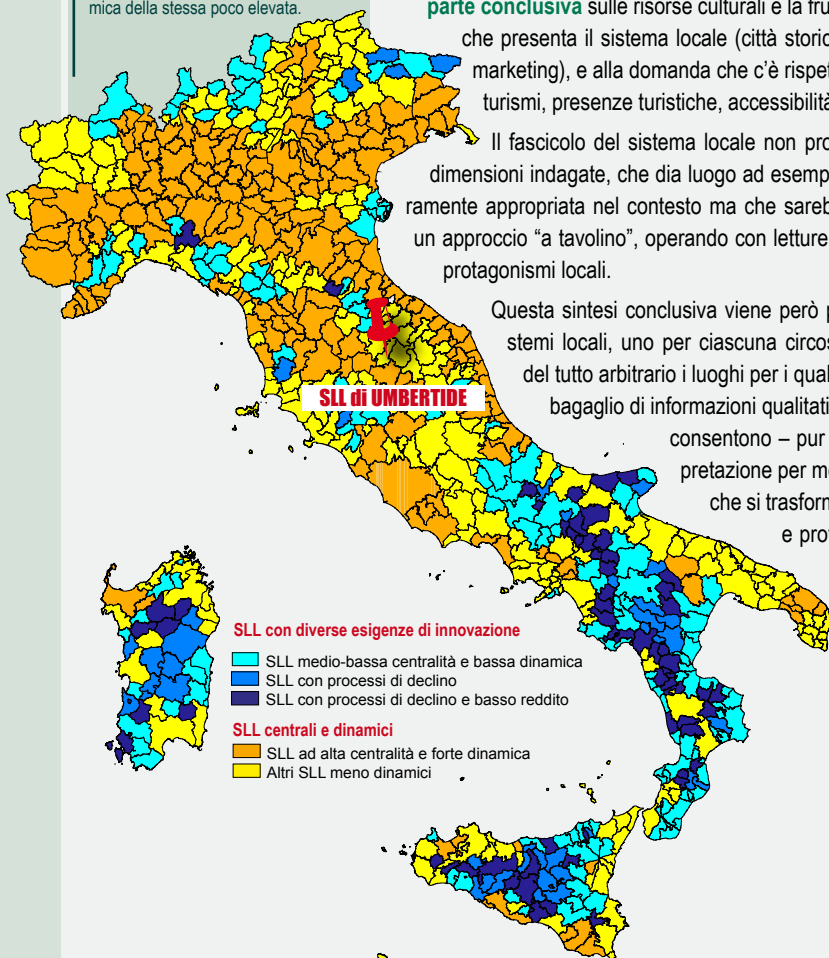 mica della stessa poco elevata.
parte conclusiva sulle risorse culturali e la fru
che presenta il sistema locale (città storic
marketing), e alla domanda che c'è rispet
turismi, presenze turistiche, accessibilità
Il fascicolo del sistema locale non pro
dimensioni indagate, che dia luogo ad esemp
ramente appropriata nel contesto ma che sareb
un approccio “a tavolino”, operando con letture
protagonismi locali.
Questa sintesi conclusiva viene però p
stemi locali, uno per ciascuna circos
del tutto arbitrario i luoghi per i qual
bagaglio di informazioni qualitati
consentono – pur
pretazione per me
che si trasform
e prot
SLL di UMBERTIDE
SLL con diverse esigenze di innovazione
SLL medio-bassa centralità e bassa dinamica
SLL con processi di declino
SLL con processi di declino e basso reddito
SLL centrali e dinamici
SLL ad alta centralità e forte dinamica
Altri SLL meno dinamici